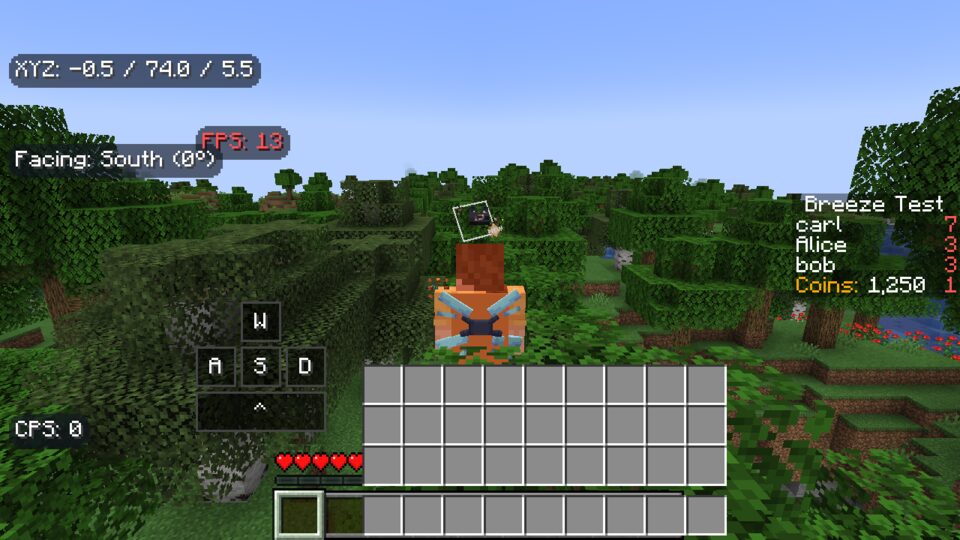 XYZ: -0.5 / 74.0 / 5.5
FPS: 13
Facing: South (0°)
Breeze Test
carl 7
Alice 3
bob 3
Coins: 1,250 1
W
A S D
^
CPS: 0